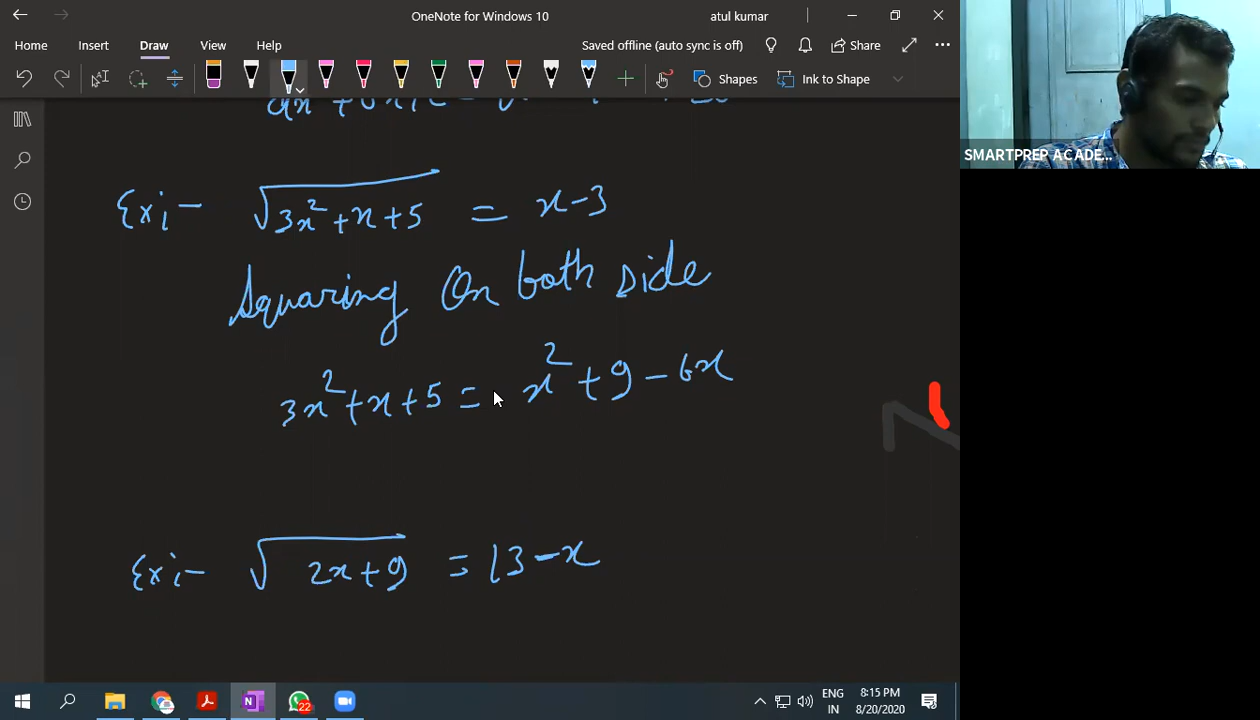 OneNote for Windows 10
atul kumar
Home Insert Draw View Help
Saved offline (auto sync is off)
Share
Shapes
Ink to Shape
SMARTPREP ACADE...
Ex:- √3x²+x+5 = x-3
Squaring On both side
3x²+x+5 = x²+9-6x
Ex:- √2x+9 = 13-x
N
22
ENG
IN
8:15 PM
8/20/2020